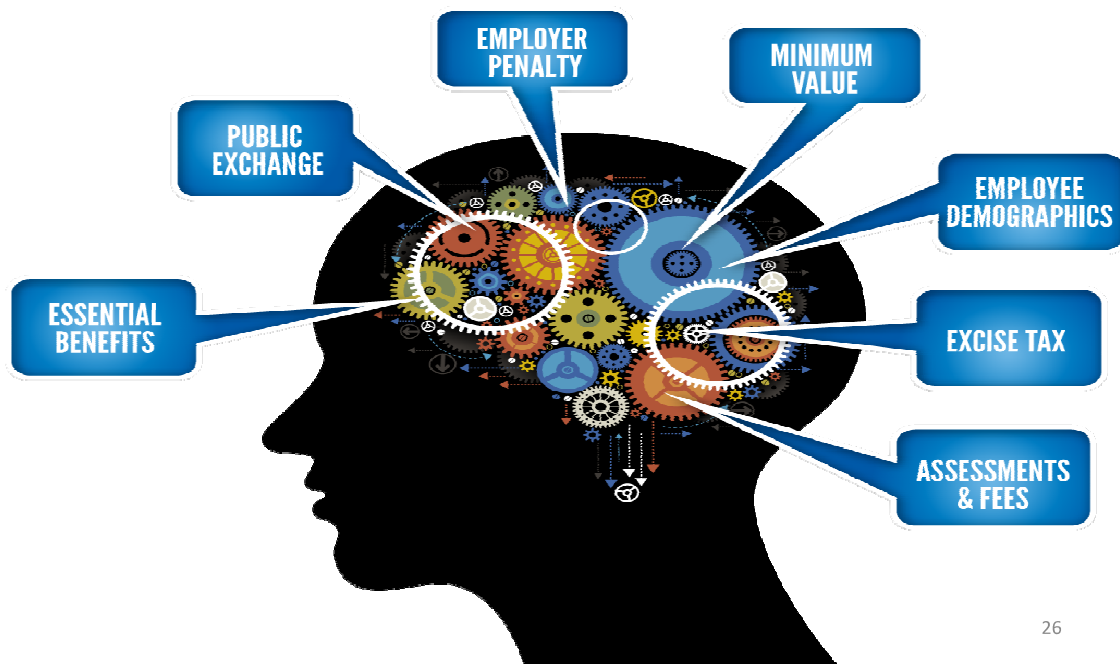 EMPLOYER
PENALTY
MINIMUM
VALUE
PUBLIC
EXCHANGE
EMPLOYEE
DEMOGRAPHICS
ESSENTIAL
BENEFITS
EXCISE TAX
ASSESSMENTS
& FEES
26